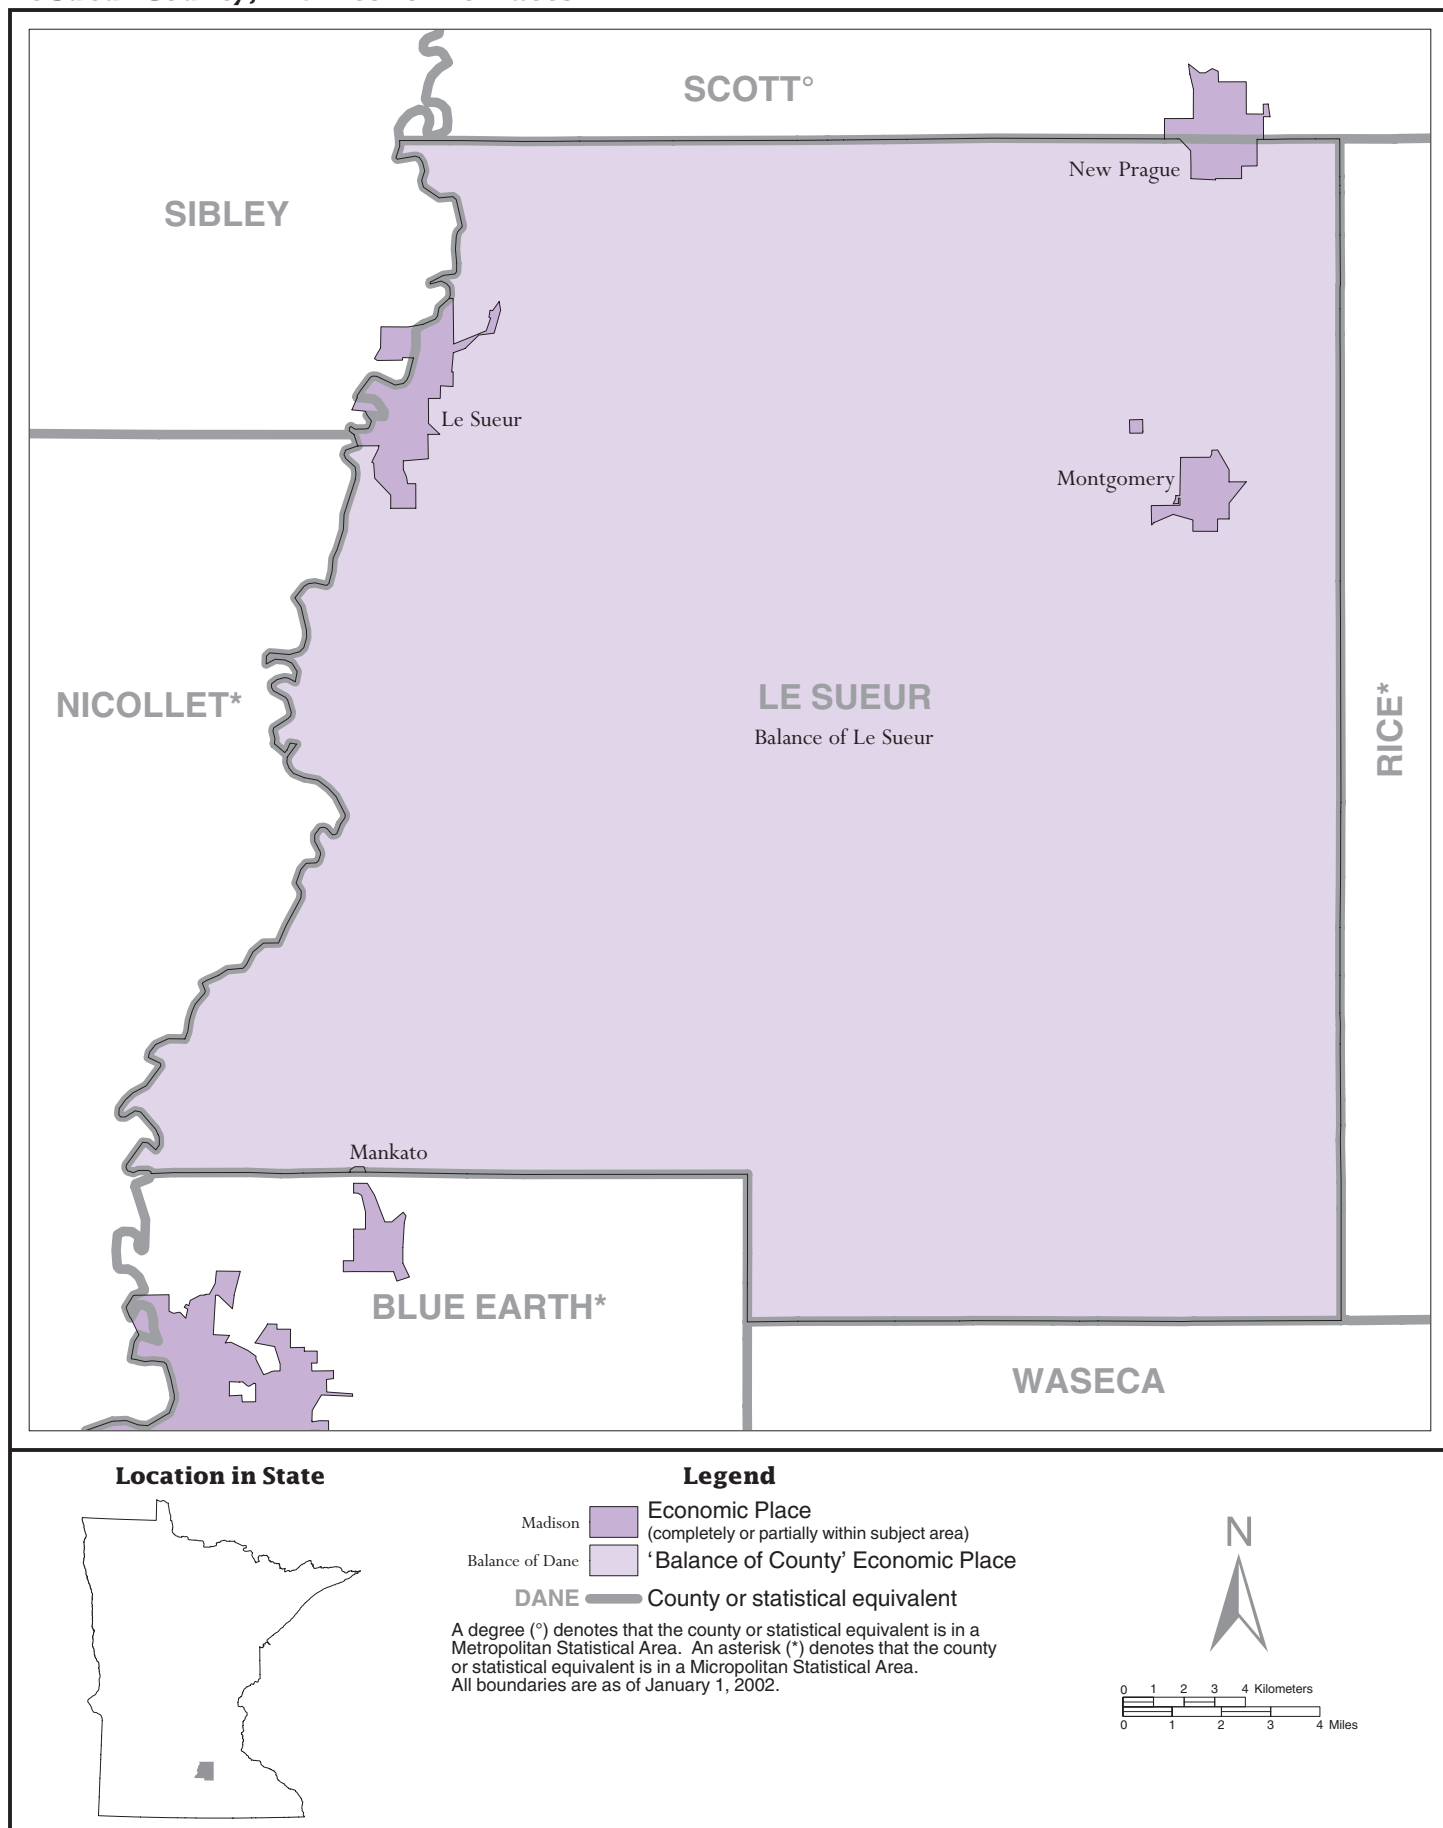 SCOTT°
New Prague
SIBLEY
Le Sueur
Montgomery
NICOLLET*
LE SUEUR
Balance of Le Sueur
RICE*
Mankato
BLUE EARTH*
WASECA
Location in State
Legend
Madison
Economic Place
(completely or partially within subject area)
Balance of Dane
‘Balance of County’ Economic Place
DANE
County or statistical equivalent
A degree (°) denotes that the county or statistical equivalent is in a
Metropolitan Statistical Area. An asterisk (*) denotes that the county
or statistical equivalent is in a Micropolitan Statistical Area.
All boundaries are as of January 1, 2002.
N
0 1 2 3 4 Kilometers
0 1 2 3 4 Miles